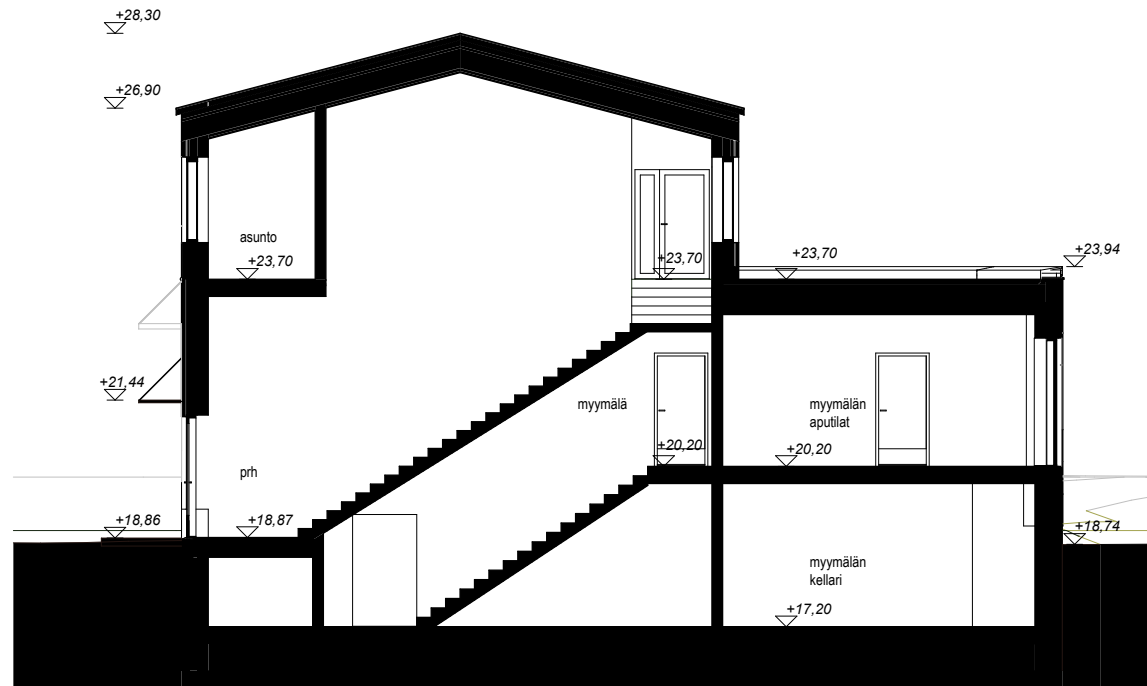 +28,30
+26,90
asunto
+23,70
+23,70
+23,70
+23,94
+21,44
myymälä
myymälän
aputilat
+20,20
+20,20
prh
+18,86
+18,87
+18,74
myymälän
kellari
+17,20